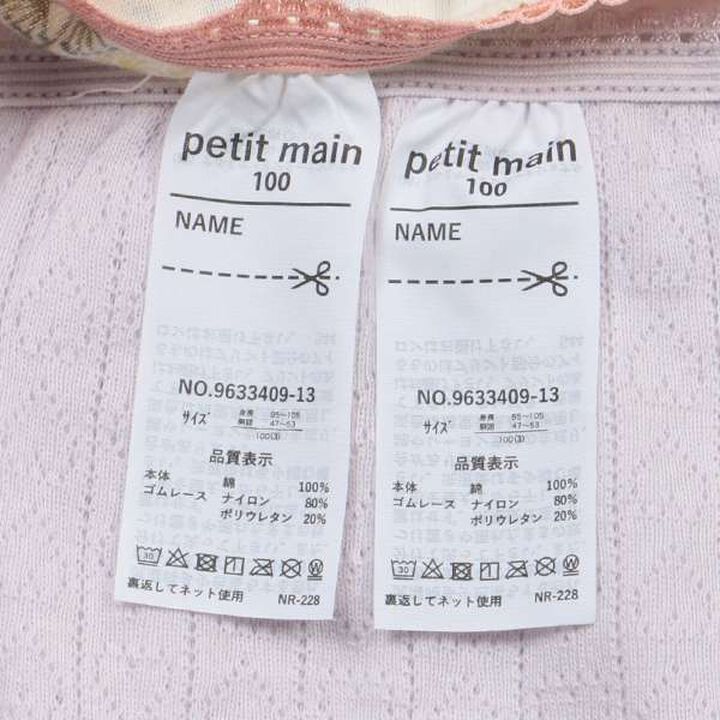 petit main
100
NAME
NO.9633409-13
サイズ
身長 95~105
胴囲 47~53
100(3)
品質表示
本体 綿 100%
ゴムレース ナイロン 80%
ポリウレタン 20%
30 W
裏返してネット使用 NR-228
petit main
100
NAME
NO.9633409-13
サイズ
身長 95~105
胴囲 47~53
100(3)
品質表示
本体 綿 100%
ゴムレース ナイロン 80%
ポリウレタン 20%
30 W
裏返してネット使用 NR-228